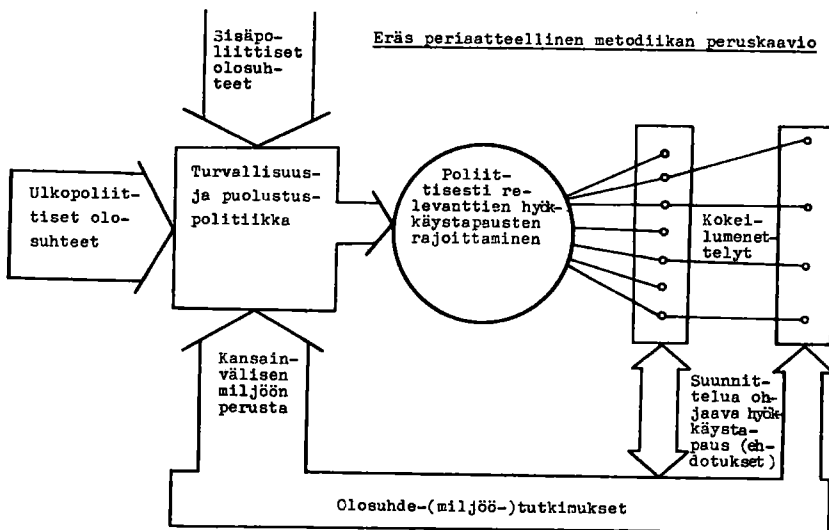 Eräs periaatteellinen metodiikan peruskaavio
Sisäpo-
liittiset
olosuh-
teet
Ulkopoliit-
tiset olo-
suhteet
Turvallisuus-
ja puolustus-
politiikka
Poliit-
tisesti re-
levanttien hyök-
käystapausten
rajoittaminen
Kokei-
lumenet-
telyt
Kansain-
välisen
miljöön
perusta
Suunnit-
telua oh-
jaava hyök-
käysta-
paus (eh-
dotukset)
Olosuhde-(miljöö-)tutkimukset